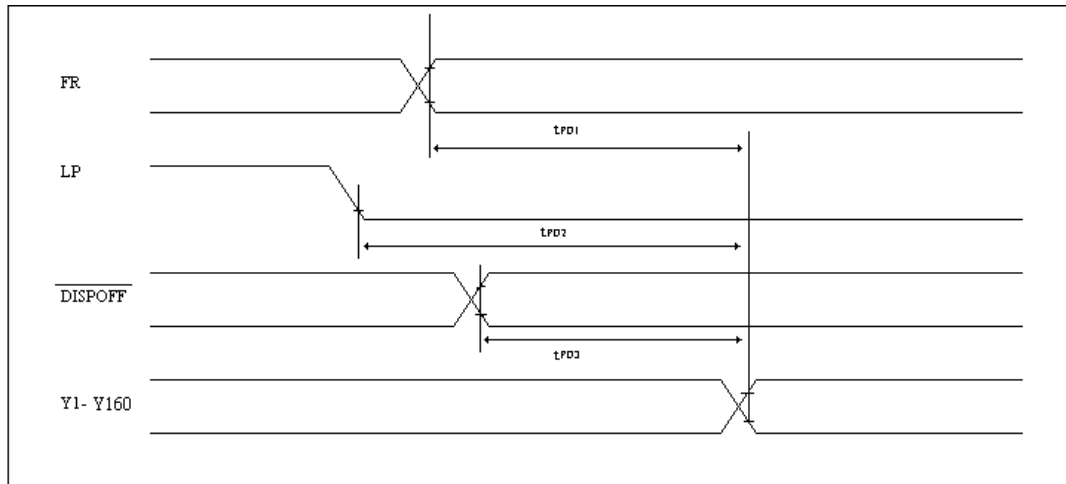 FR
tPD1
LP
tPD2
DISPOFF
tPD3
Y1- Y160